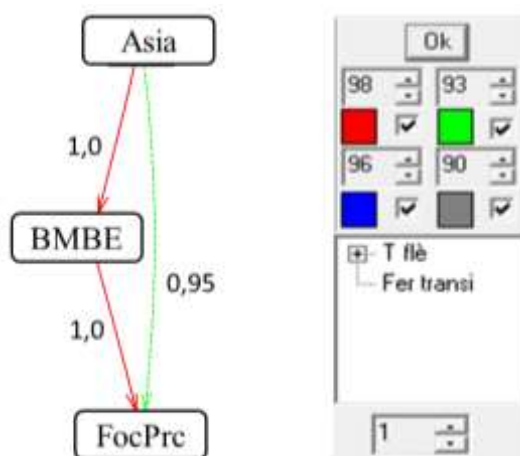 Asia
1,0
BMBE
0,95
1,0
FocPrc
Ok
98 93
96 90
T flè
Fer transi
1